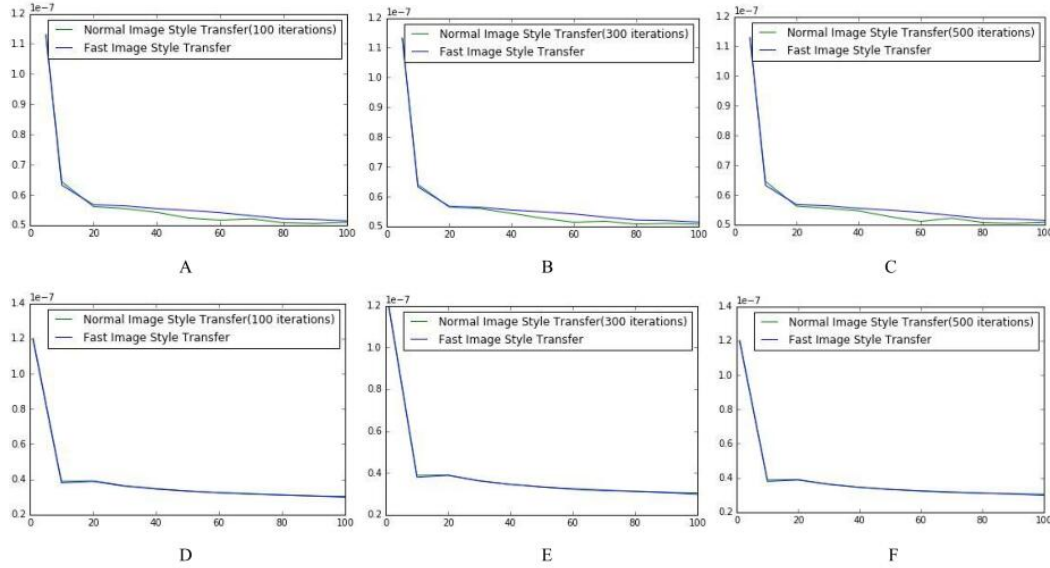 1e-7
Normal Image Style Transfer(100 iterations)
Fast Image Style Transfer
1.2
1.1
1.0
0.9
0.8
0.7
0.6
0.5
0 20 40 60 80 100
A
1e-7
Normal Image Style Transfer(300 iterations)
Fast Image Style Transfer
1.2
1.1
1.0
0.9
0.8
0.7
0.6
0.5
0 20 40 60 80 100
B
1e-7
Normal Image Style Transfer(500 iterations)
Fast Image Style Transfer
1.2
1.1
1.0
0.9
0.8
0.7
0.6
0.5
0 20 40 60 80 100
C
1e-7
Normal Image Style Transfer(100 iterations)
Fast Image Style Transfer
1.4
1.2
1.0
0.8
0.6
0.4
0.2
0 20 40 60 80 100
D
1e-7
Normal Image Style Transfer(300 iterations)
Fast Image Style Transfer
1.2
1.0
0.8
0.6
0.4
0.2
0 20 40 60 80 100
E
1e-7
Normal Image Style Transfer(500 iterations)
Fast Image Style Transfer
1.4
1.2
1.0
0.8
0.6
0.4
0.2
0 20 40 60 80 100
F